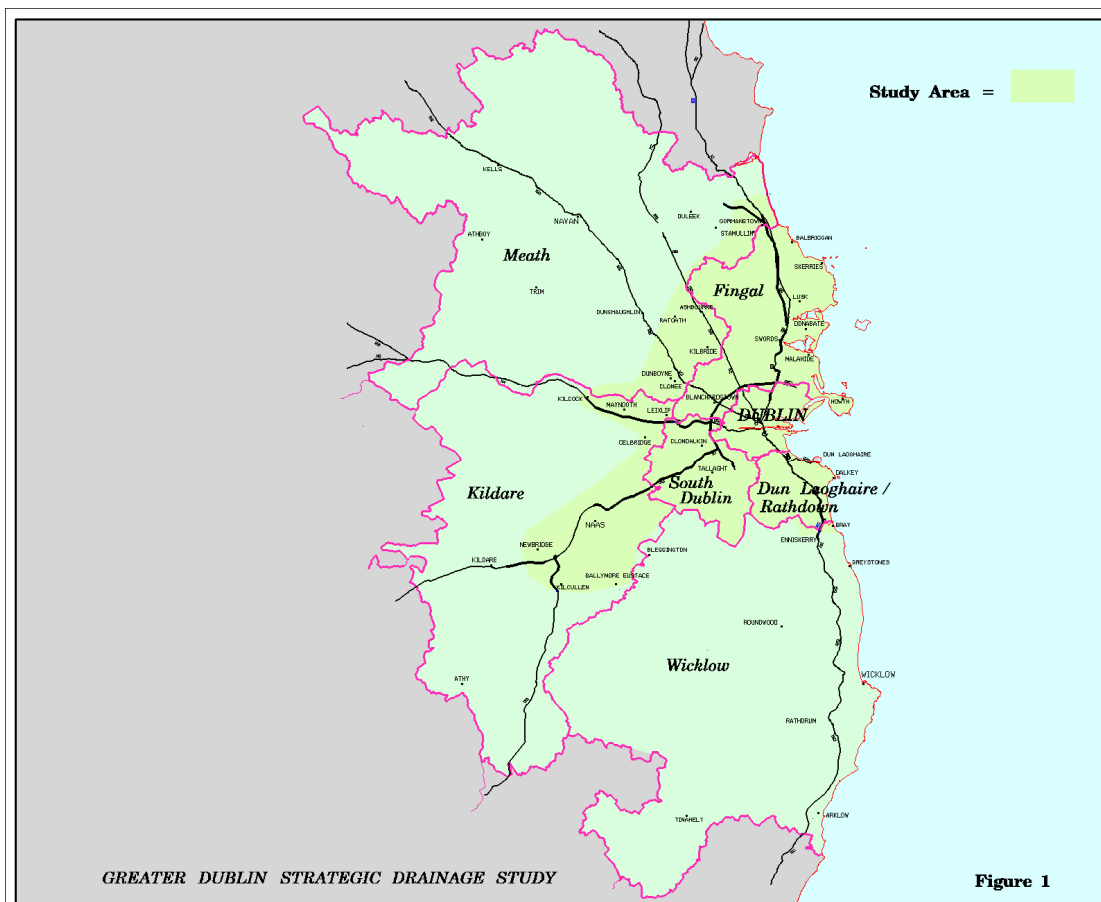 Study Area =
KELLS
NAVAN
DULEEK
GORMANSTOWN
STAMULLIN
BALBRIGGAN
ATHBOY
Meath
SKERRIES
TRIM
Fingal
LUSK
ASHBOURNE
DUNSHAUGHLIN
RATOATH
DONABATE
SWORDS
KILBRIDE
MALAHIDE
DUNBOYNE
CLONEE
KILCOCK
MAYNOOTH
BLANCHARDSTOWN
HOWTH
LEIXLIP
DUBLIN
CELBRIDGE
CLONDALKIN
DUN LAOGHAIRE
TALLAGHT
DALKEY
Kildare
South
Dublin
Dun Laoghaire /
Rathdown
NAAS
BRAY
ENNISKERRY
NEWBRIDGE
BLESSINGTON
KILDARE
GREYSTONES
KILCULLEN
BALLYMORE EUSTACE
ROUNDWOOD
Wicklow
ATHY
WICKLOW
RATHDRUM
TINAHELY
ARKLOW
GREATER DUBLIN STRATEGIC DRAINAGE STUDY
Figure 1